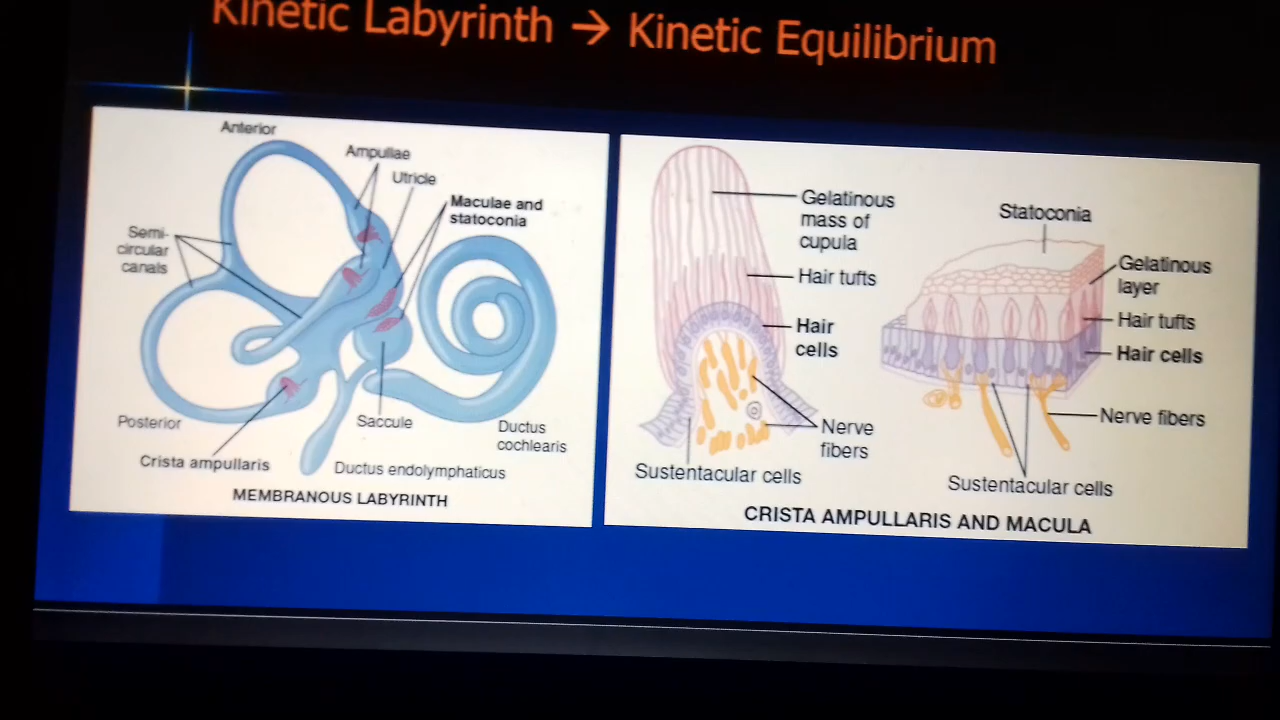 Kinetic Labyrinth → Kinetic Equilibrium
Anterior
Ampullae
Utricle
Maculae and
statoconia
Semi-
circular
canals
Posterior
Saccule
Ductus
cochlearis
Crista ampullaris
Ductus endolymphaticus
MEMBRANOUS LABYRINTH
Gelatinous
mass of
cupula
Hair tufts
Hair
cells
Nerve
fibers
Sustentacular cells
Statoconia
Gelatinous
layer
Hair tufts
Hair cells
Nerve fibers
Sustentacular cells
CRISTA AMPULLARIS AND MACULA